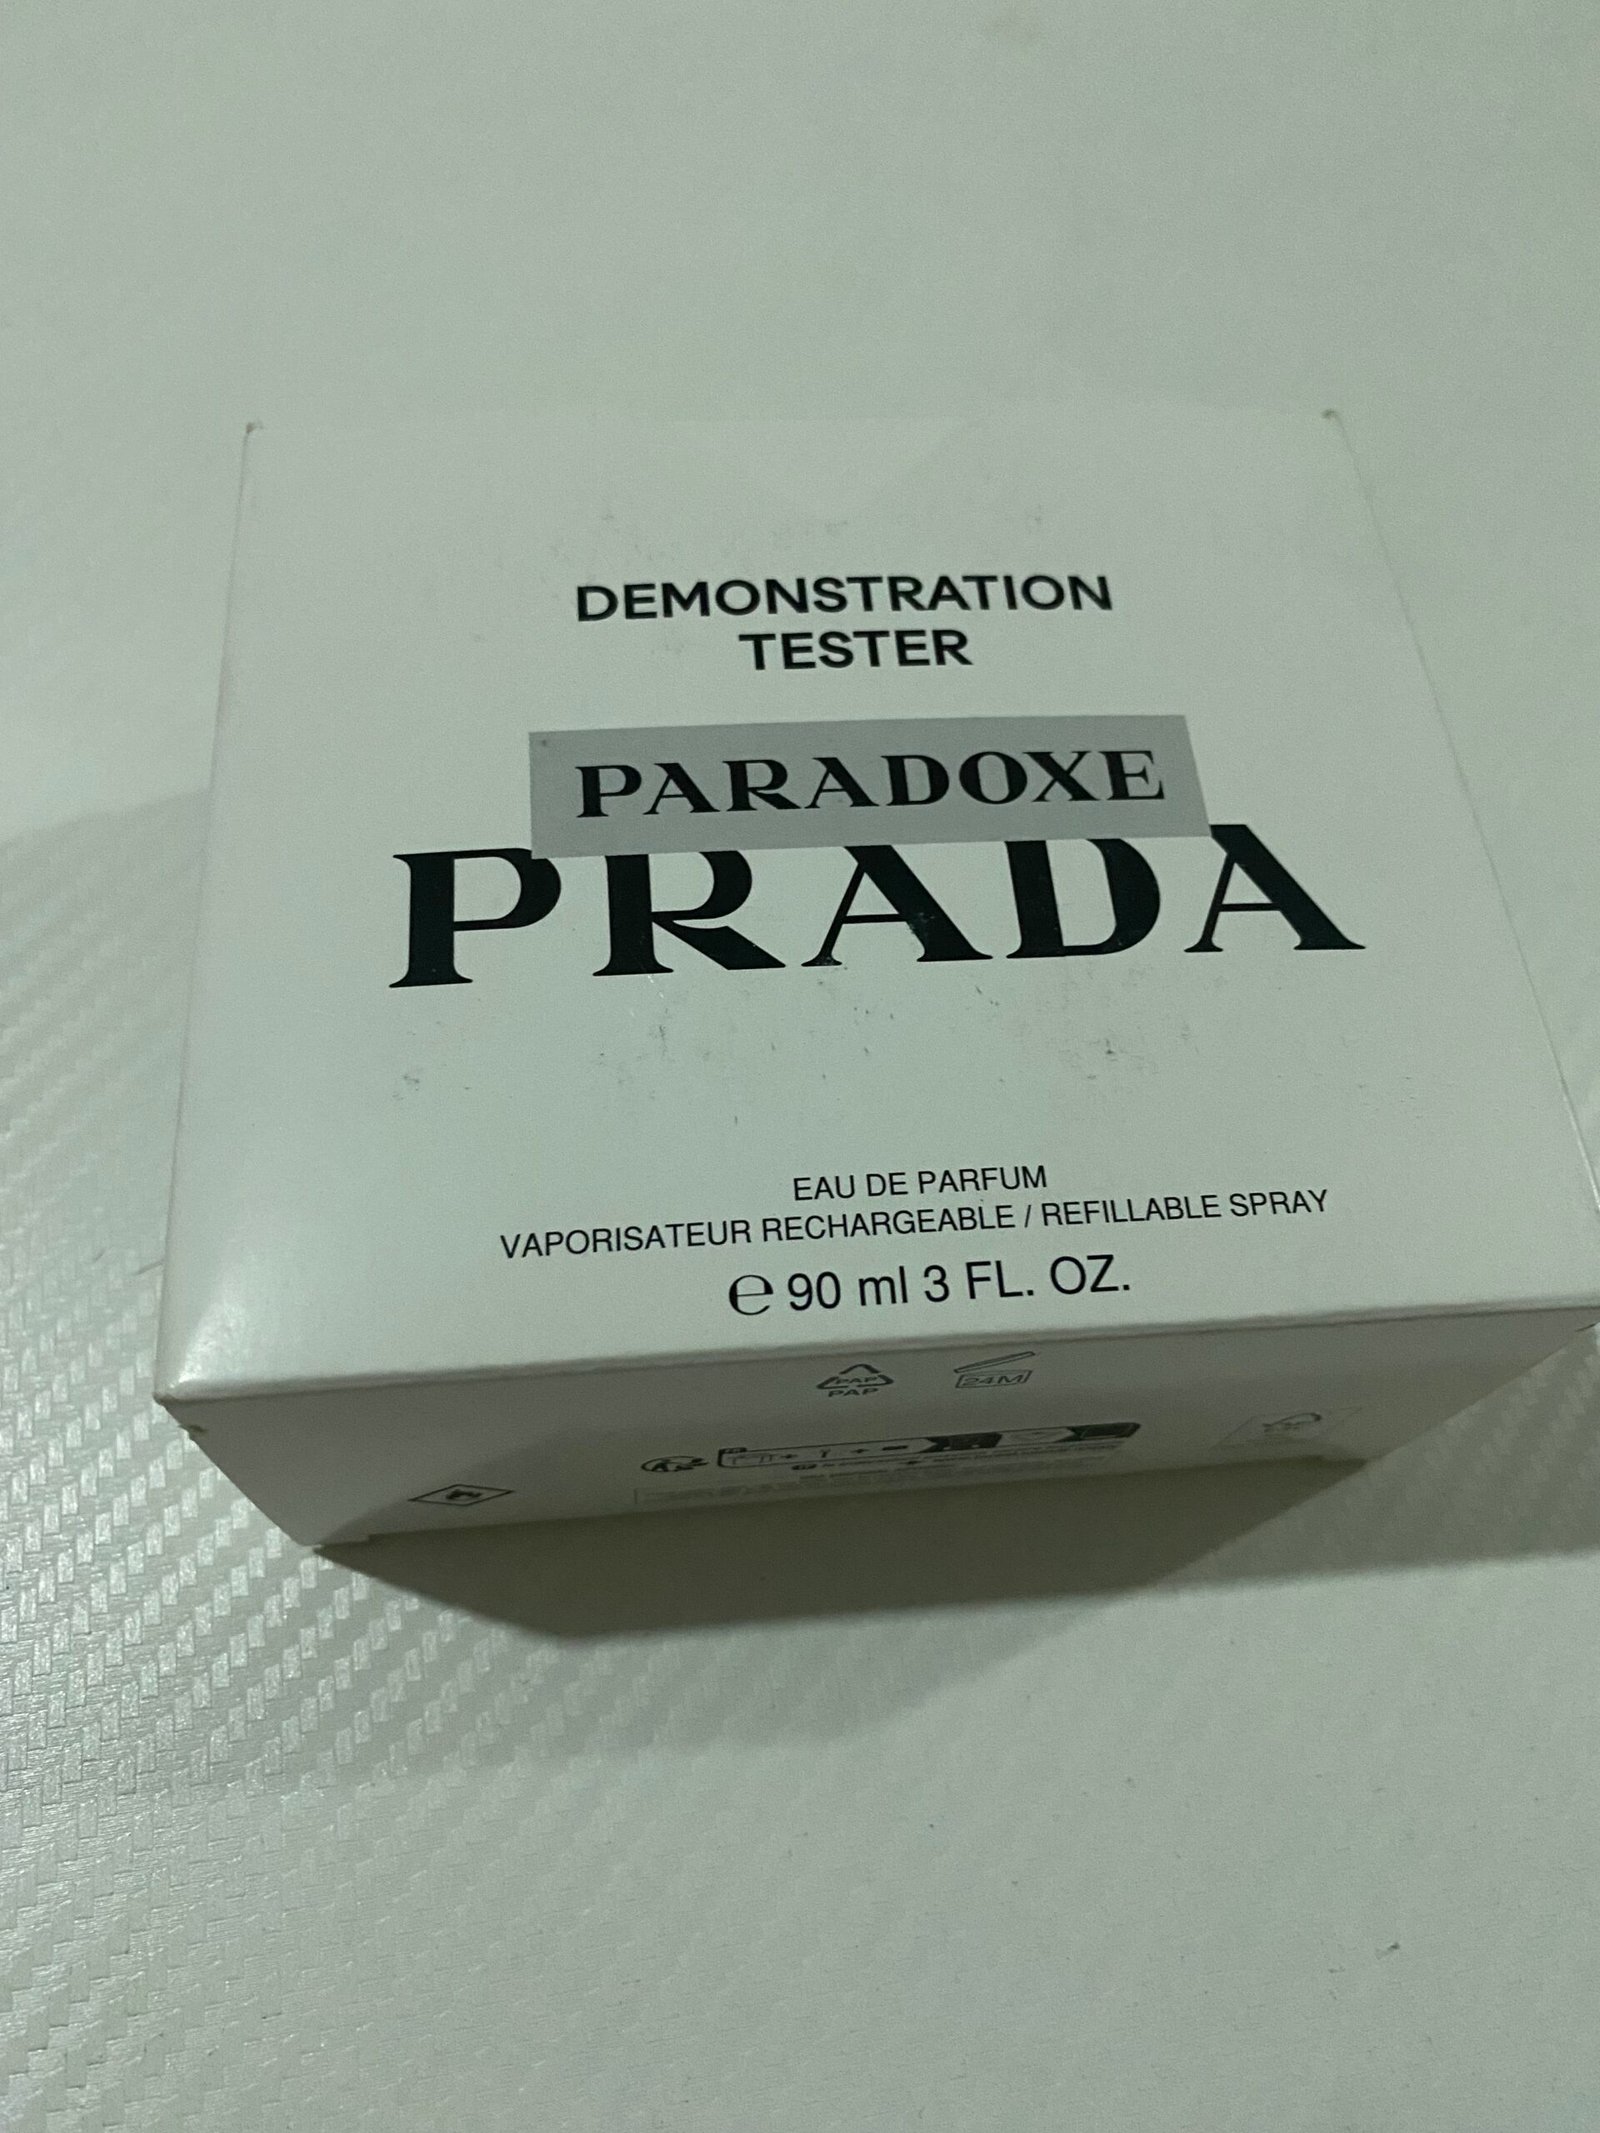 DEMONSTRATION
TESTER
PARADOXE
PRADA
EAU DE PARFUM
VAPORISATEUR RECHARGEABLE / REFILLABLE SPRAY
℮ 90 ml 3 FL. OZ.
PAP
PAP
24M